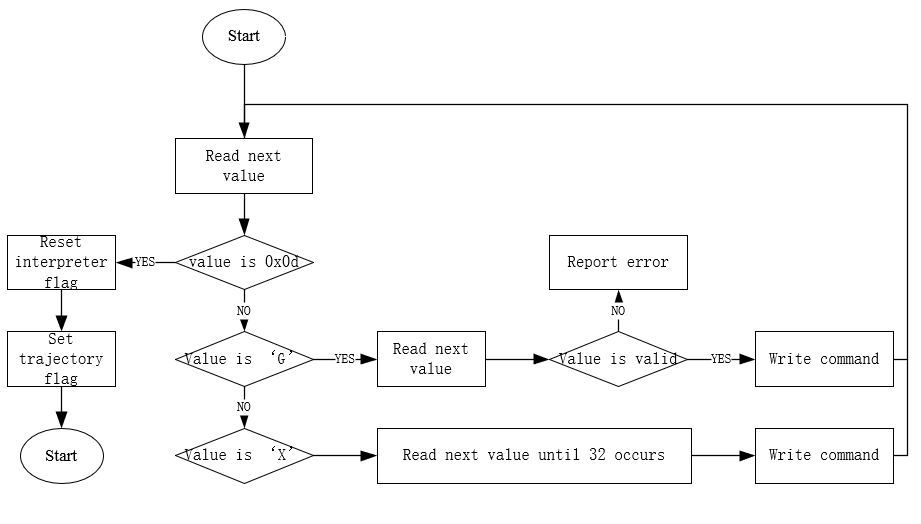 Start
Read next
value
Reset
interpreter
flag
YES
value is 0x0d
Report error
NO
NO
Set
trajectory
flag
Value is ‘G’
YES
Read next
value
Value is valid
YES
Write command
NO
Start
Value is ‘X’
Read next value until 32 occurs
Write command